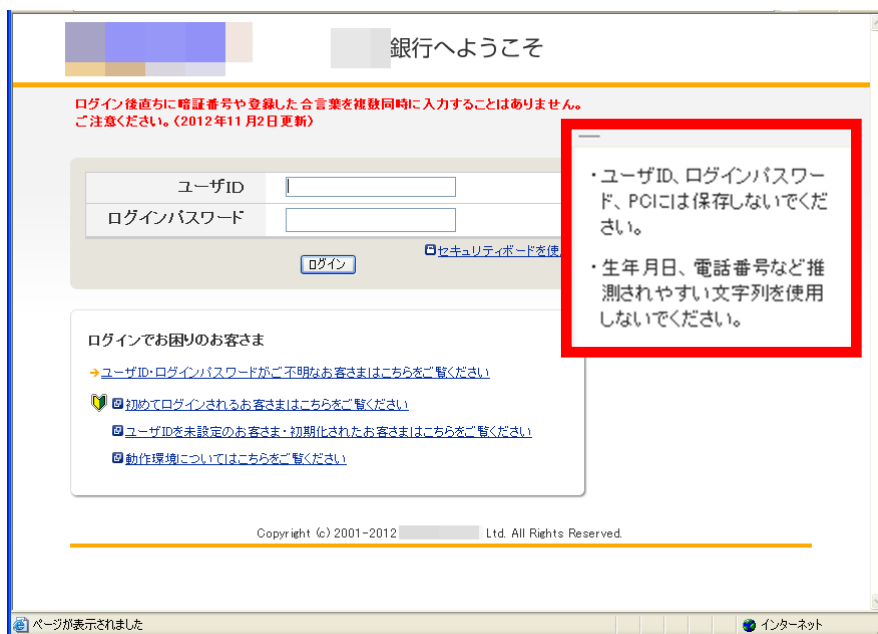 銀行へようこそ
ログイン後直ちに暗証番号や登録した合言葉を複数同時に入力することはありません。
ご注意ください。(2012年11月2日更新)
ユーザID
ログインパスワード
セキュリティボードを使
ログイン
・ユーザID、ログインパスワー
ド、PCには保存しないでくだ
さい。
・生年月日、電話番号など推
測されやすい文字列を使用
しないでください。
ログインでお困りのお客さま
→ユーザID・ログインパスワードがご不明なお客さまはこちらをご覧ください
初めてログインされるお客さまはこちらをご覧ください
ユーザIDを未設定のお客さま・初期化されたお客さまはこちらをご覧ください
動作環境についてはこちらをご覧ください
Copyright (c) 2001-2012 Ltd. All Rights Reserved.
ページが表示されました
インターネット